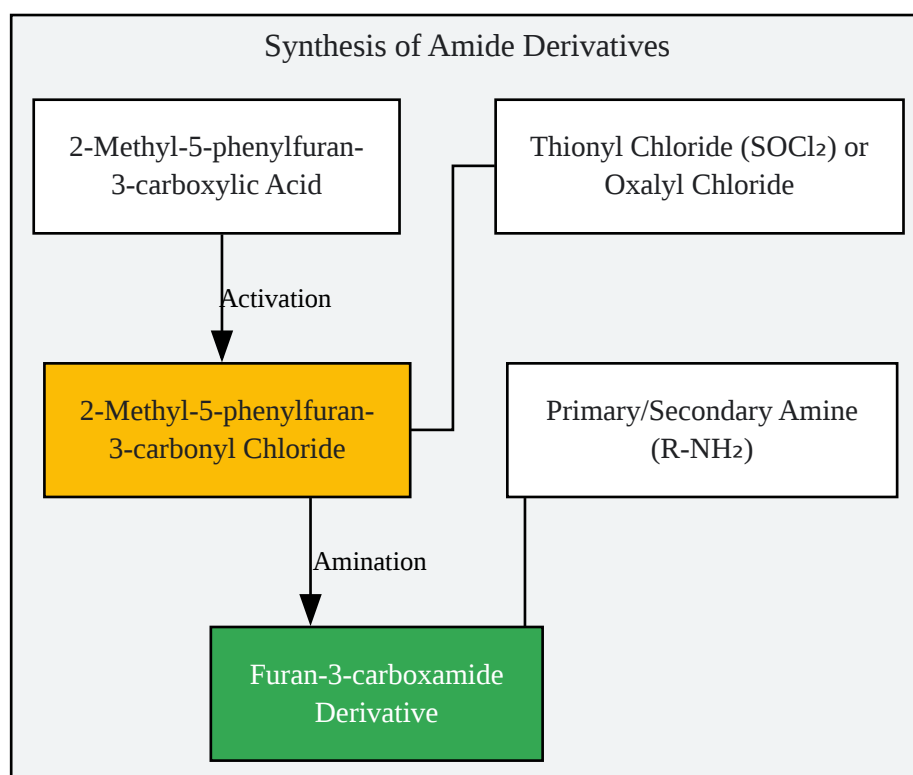 Synthesis of Amide Derivatives
2-Methyl-5-phenylfuran-
3-carboxylic Acid
Thionyl Chloride (SOCl₂) or
Oxalyl Chloride
Activation
2-Methyl-5-phenylfuran-
3-carbonyl Chloride
Primary/Secondary Amine
(R-NH₂)
Amination
Furan-3-carboxamide
Derivative